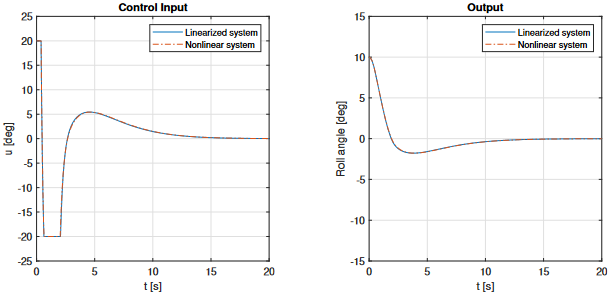 Control Input
25
20
15
10
5
0
-5
-10
-15
-20
-25
0
5
10
15
20
u [deg]
t [s]
Linearized system
Nonlinear system
Output
15
10
5
0
-5
-10
-15
0
5
10
15
20
Roll angle [deg]
t [s]
Linearized system
Nonlinear system